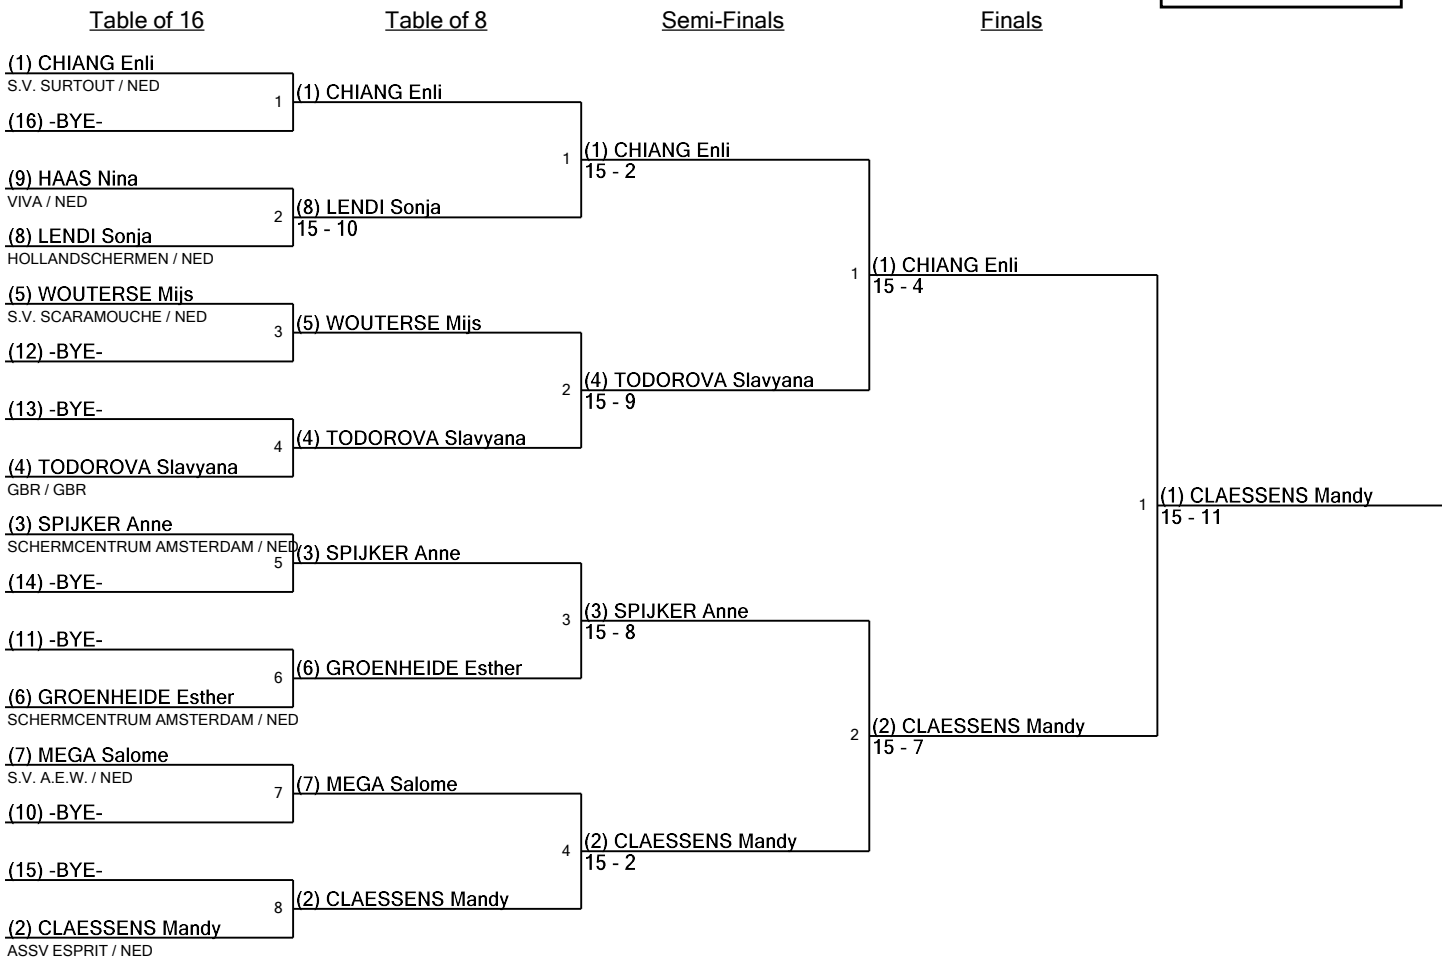 Table of 16
Table of 8
Semi-Finals
Finals
(1) CHIANG Enli
S.V. SURTOUT / NED
1
(16) -BYE-
(9) HAAS Nina
VIVA / NED
2
(8) LENDI Sonja
HOLLANDSCHERMEN / NED
(5) WOUTERSE Mijs
S.V. SCARAMOUCHE / NED
3
(12) -BYE-
(13) -BYE-
4
(4) TODOROVA Slavyana
GBR / GBR
(3) SPIJKER Anne
SCHERMCENTRUM AMSTERDAM / NED
5
(14) -BYE-
(11) -BYE-
6
(6) GROENHEIDE Esther
SCHERMCENTRUM AMSTERDAM / NED
(7) MEGA Salome
S.V. A.E.W. / NED
7
(10) -BYE-
(15) -BYE-
8
(2) CLAESSENS Mandy
ASSV ESPRIT / NED
(1) CHIANG Enli
1
(8) LENDI Sonja
15 - 10
(5) WOUTERSE Mijs
2
(4) TODOROVA Slavyana
(3) SPIJKER Anne
3
(6) GROENHEIDE Esther
(7) MEGA Salome
4
(2) CLAESSENS Mandy
(1) CHIANG Enli
15 - 2
1
(4) TODOROVA Slavyana
15 - 9
(3) SPIJKER Anne
15 - 8
2
(2) CLAESSENS Mandy
15 - 2
(1) CHIANG Enli
15 - 4
1
(2) CLAESSENS Mandy
15 - 7
(1) CLAESSENS Mandy
15 - 11